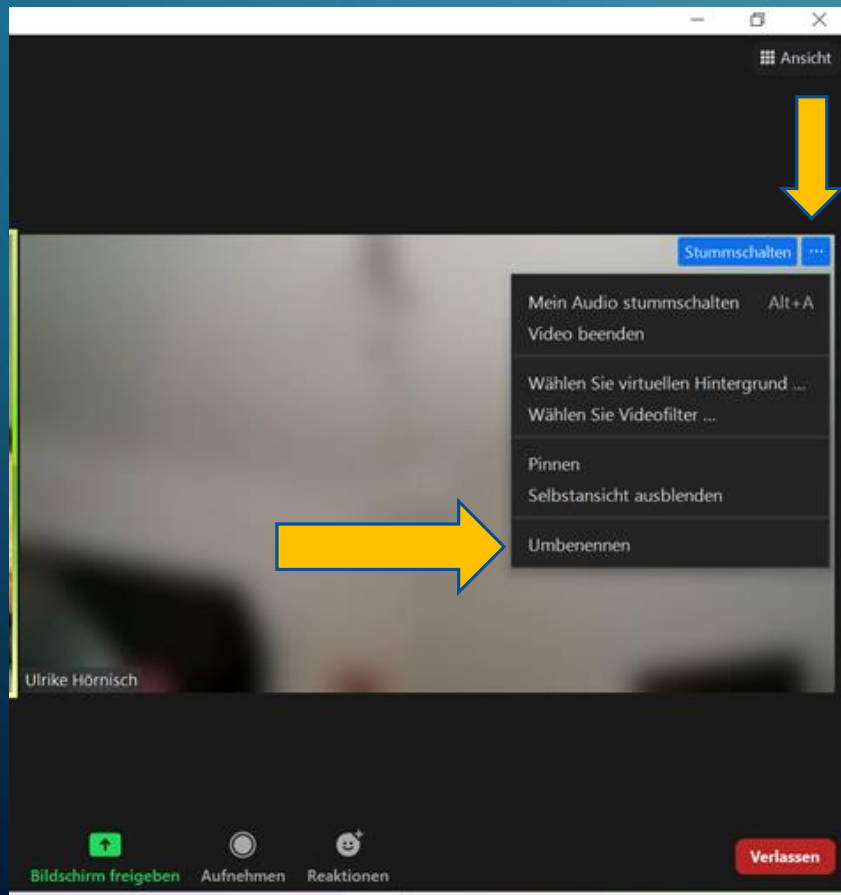 Ansicht
Stummschalten ...
Mein Audio stummschalten Alt+A
Video beenden
Wählen Sie virtuellen Hintergrund ...
Wählen Sie Videofilter ...
Pinnen
Selbstansicht ausblenden
Umbenennen
Ulrike Hörnisch
Bildschirm freigeben Aufnehmen Reaktionen Verlassen